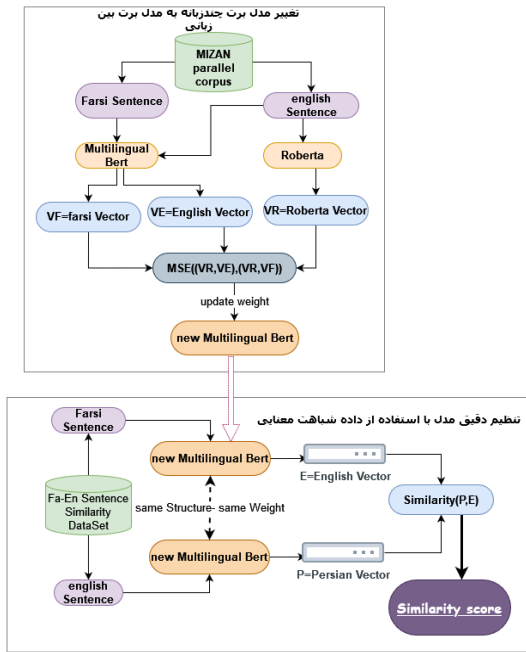 تغییر مدل برت چندزبانه به مدل برت بین
زبانی
MIZAN
parallel
corpus
Farsi Sentence
english
Sentence
Multilingual
Bert
Roberta
VF=farsi Vector
VE=English Vector
VR=Roberta Vector
MSE((VR,VE),(VR,VF))
update weight
new Multilingual Bert
تنظیم دقیق مدل با استفاده از داده شباهت معنایی
Farsi
Sentence
new Multilingual Bert
E=English Vector
Fa-En Sentence
Similarity
DataSet
same Structure- same Weight
Similarity(P,E)
new Multilingual Bert
P=Persian Vector
english
Sentence
Similarity score